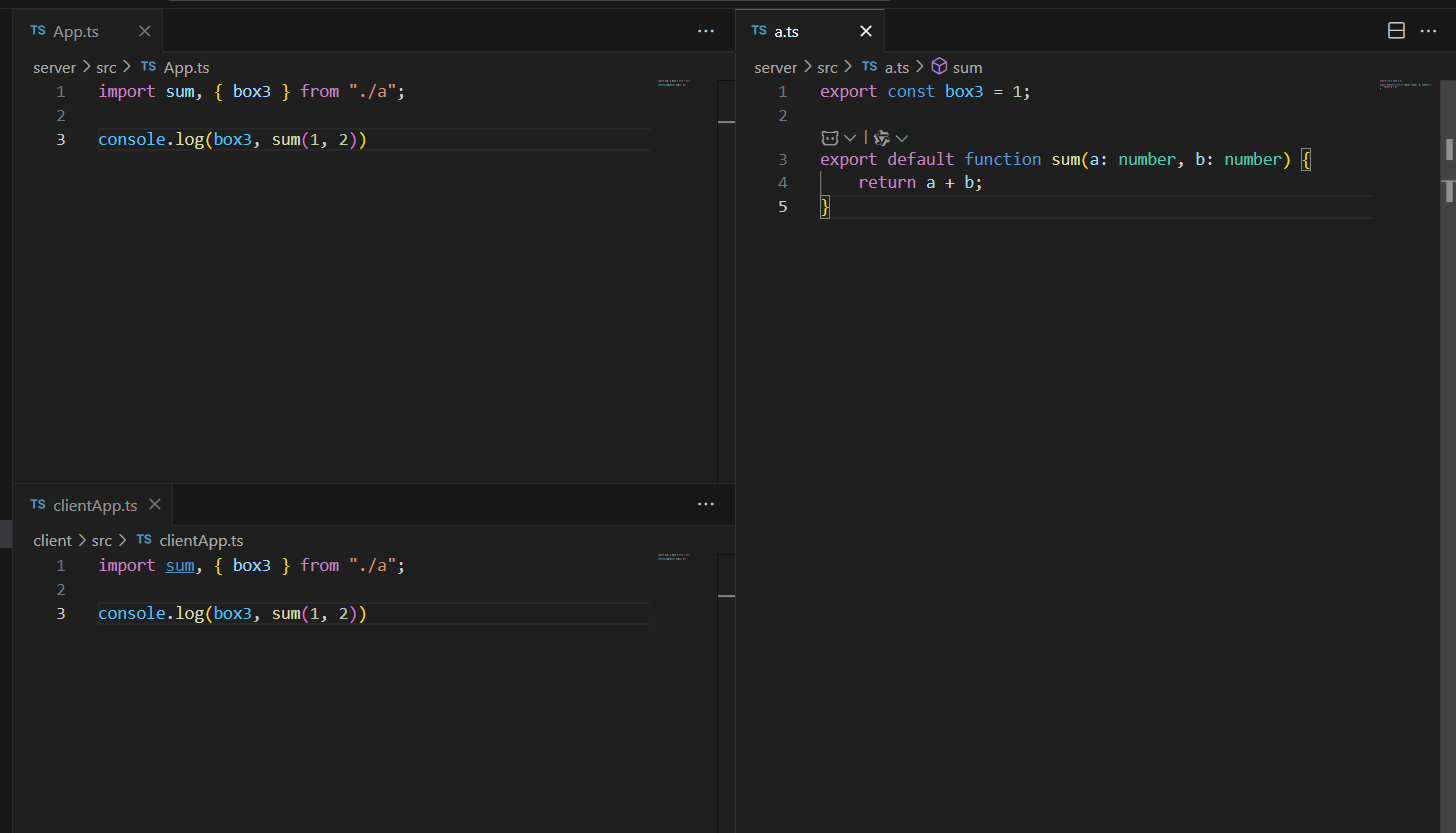 TS App.ts
server > src > TS App.ts
1 import sum, { box3 } from "./a";
2
3 console.log(box3, sum(1, 2))
TS clientApp.ts
client > src > TS clientApp.ts
1 import sum, { box3 } from "./a";
2
3 console.log(box3, sum(1, 2))
TS a.ts
server > src > TS a.ts > sum
1 export const box3 = 1;
2
3 export default function sum(a: number, b: number) {
4     return a + b;
5 }